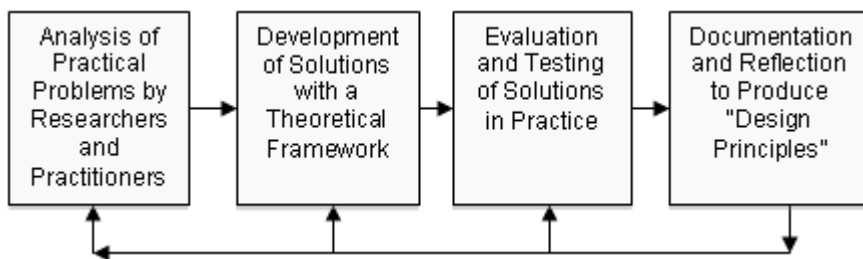 Analysis of
Practical
Problems by
Researchers
and
Practitioners
Development
of Solutions
with a
Theoretical
Framework
Evaluation
and Testing
of Solutions
in Practice
Documentation
and Reflection
to Produce
"Design
Principles"